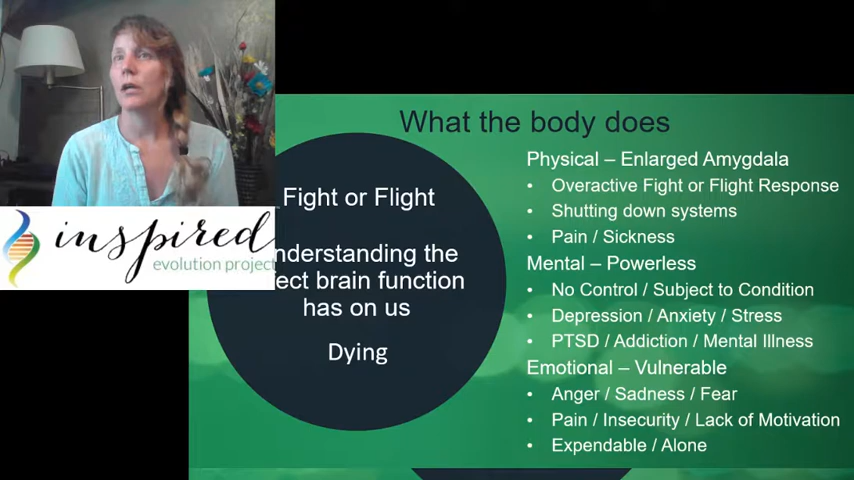 What the body does
Fight or Flight
nderstanding the
ect brain function
has on us
Dying
Physical – Enlarged Amygdala
• Overactive Fight or Flight Response
• Shutting down systems
• Pain / Sickness
Mental – Powerless
• No Control / Subject to Condition
• Depression / Anxiety / Stress
• PTSD / Addiction / Mental Illness
Emotional – Vulnerable
• Anger / Sadness / Fear
• Pain / Insecurity / Lack of Motivation
• Expendable / Alone
inspired
evolution project